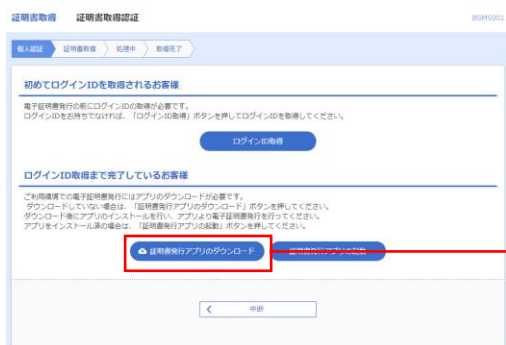 証明書取得 証明書取得認証
BSMS001
個人認証 証明書取得 処理中 取得完了
初めてログインIDを取得されるお客様
電子証明書発行の前にログインIDの取得が必要です。
ログインIDをお持ちでなければ、「ログインID取得」ボタンを押してログインIDを取得してください。
ログインID取得
ログインID取得まで完了しているお客様
ご利用環境での電子証明書発行にはアプリのダウンロードが必要です。
ダウンロードしていない場合は、「証明書発行アプリのダウンロード」ボタンを押してください。
ダウンロード後にアプリのインストールを行い、アプリより電子証明書発行を行ってください。
アプリをインストール済の場合は、「証明書発行アプリの起動」ボタンを押してください。
証明書発行アプリのダウンロード 証明書発行アプリの起動
中断